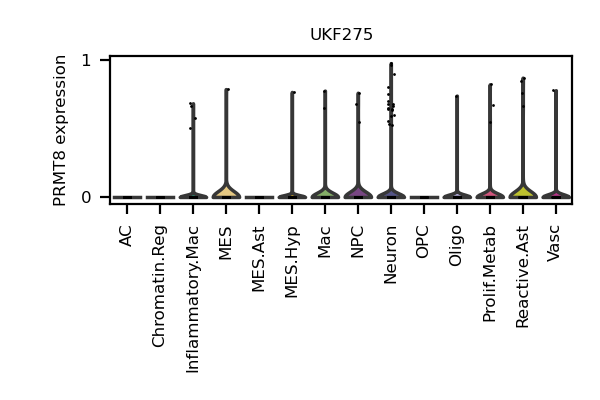 UKF275
PRMT8 expression
1
0
AC
Chromatin.Reg
Inflammatory.Mac
MES
MES.Ast
MES.Hyp
Mac
NPC
Neuron
OPC
Oligo
Prolif.Metab
Reactive.Ast
Vasc